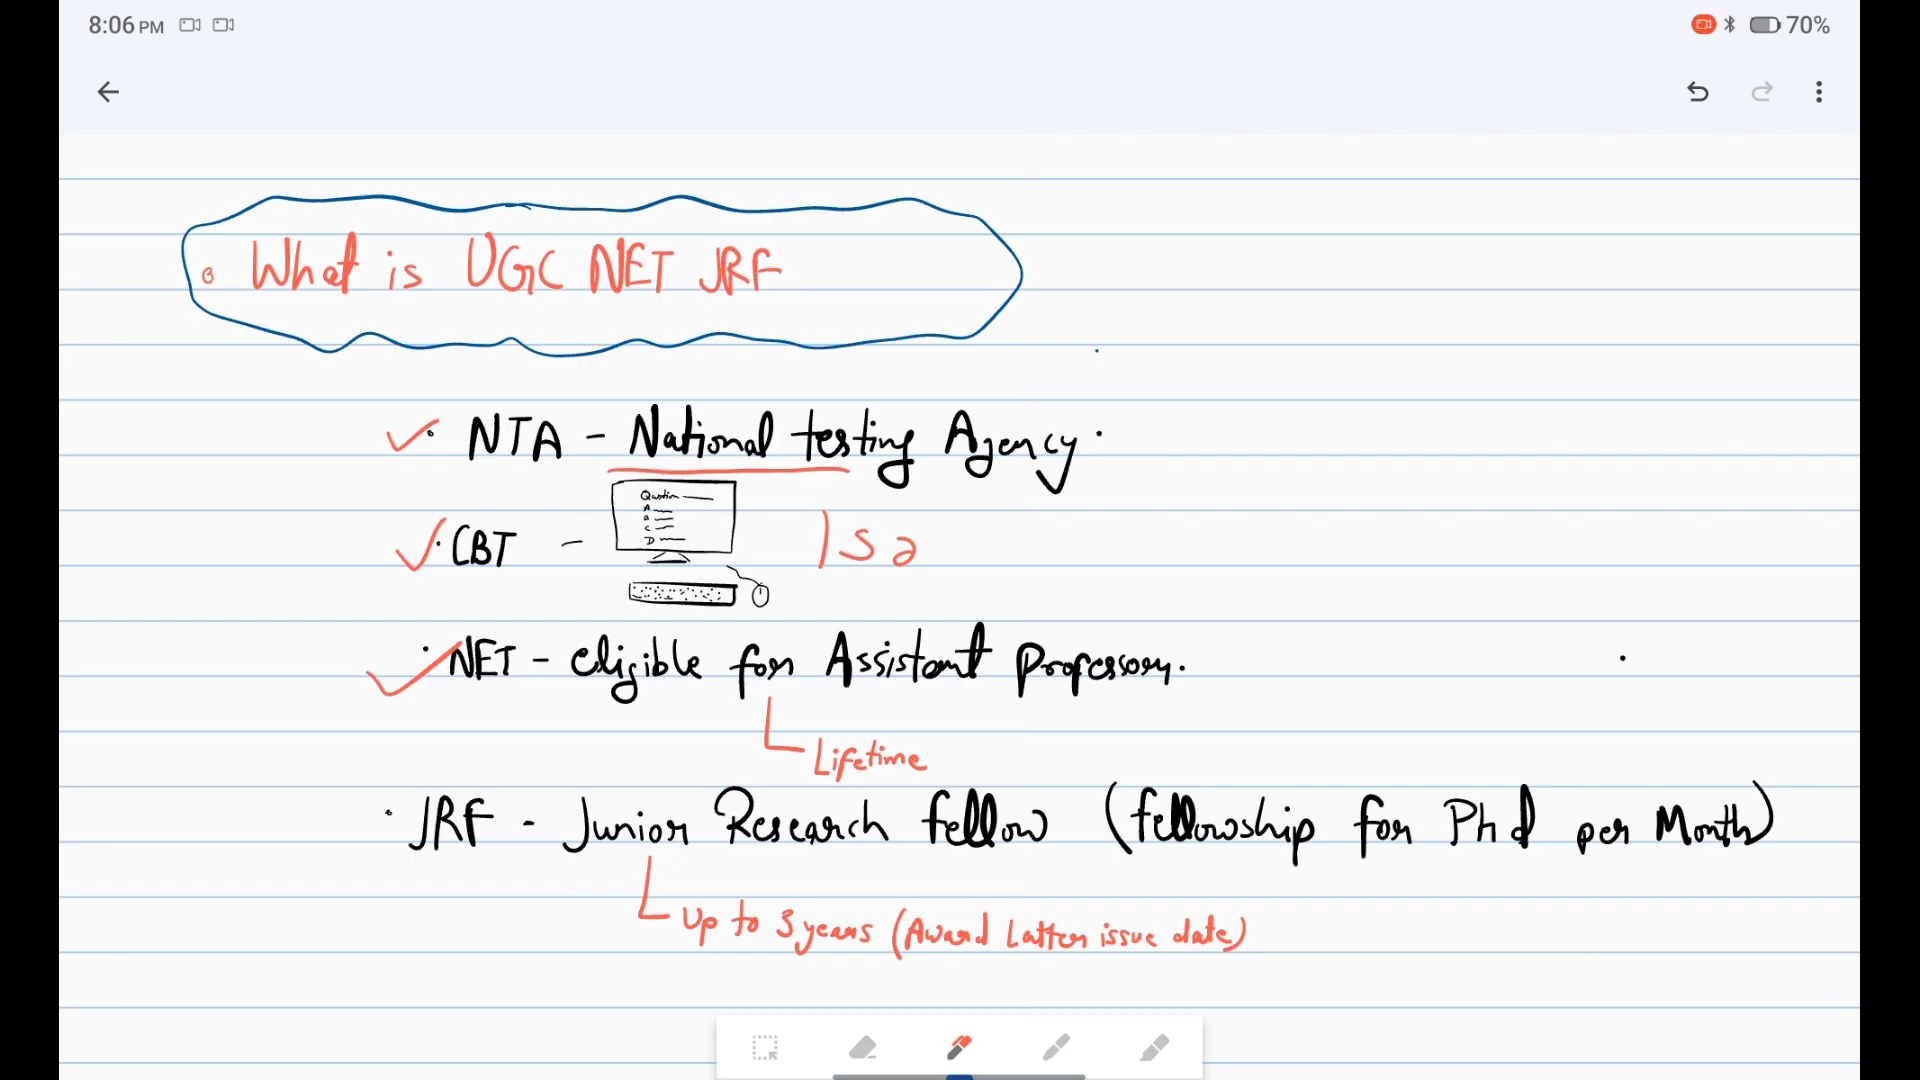 8:06 PM 70%
What is UGC NET JRF
NTA - National testing Agency.
CBT -
Question
A
B
C
D
1 S 2
NET - eligible for Assistant Professor.
Lifetime
JRF - Junior Research fellow (fellowship for Phd per Month)
Up to 3 years (Award Latter issue date)